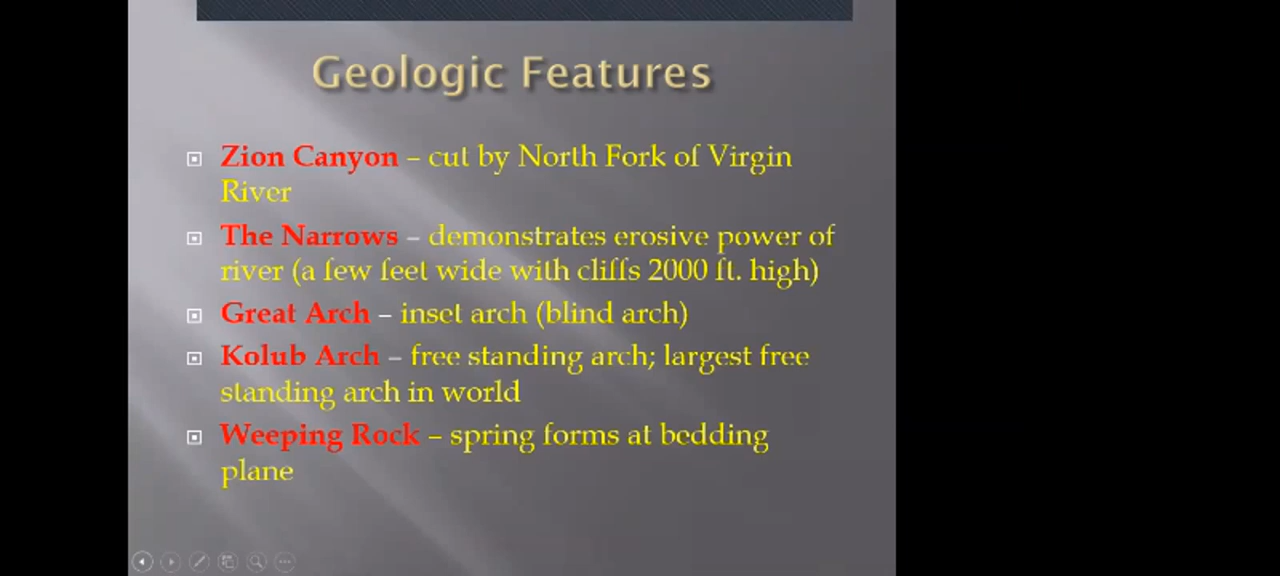 Geologic Features
Zion Canyon – cut by North Fork of Virgin
River
The Narrows – demonstrates erosive power of
river (a few feet wide with cliffs 2000 ft. high)
Great Arch – inset arch (blind arch)
Kolub Arch – free standing arch; largest free
standing arch in world
Weeping Rock – spring forms at bedding
plane